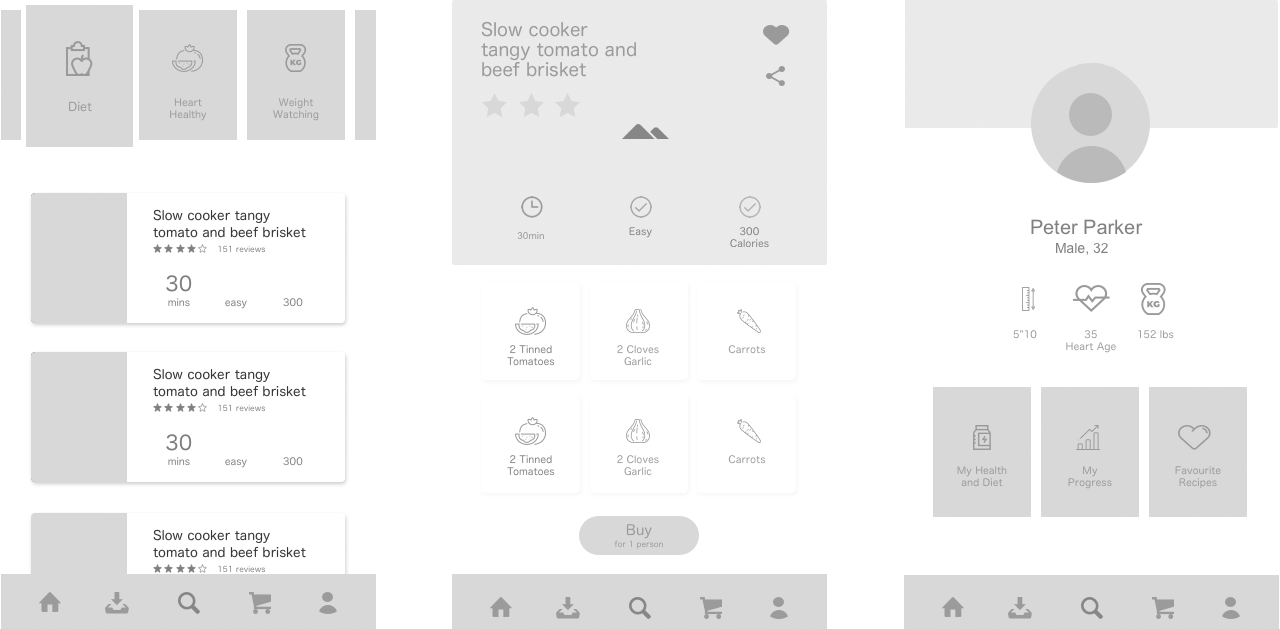 Diet
Heart
Healthy
KG
Weight
Watching
Slow cooker tangy
tomato and beef brisket
151 reviews
30
mins
easy
300
Slow cooker tangy
tomato and beef brisket
151 reviews
30
mins
easy
300
Slow cooker tangy
tomato and beef brisket
151 reviews
Slow cooker
tangy tomato and
beef brisket
30min
Easy
300
Calories
2 Tinned
Tomatoes
2 Cloves
Garlic
Carrots
2 Tinned
Tomatoes
2 Cloves
Garlic
Carrots
Buy
for 1 person
Peter Parker
Male, 32
KG
5"10
35
Heart Age
152 lbs
My Health
and Diet
My
Progress
Favourite
Recipes